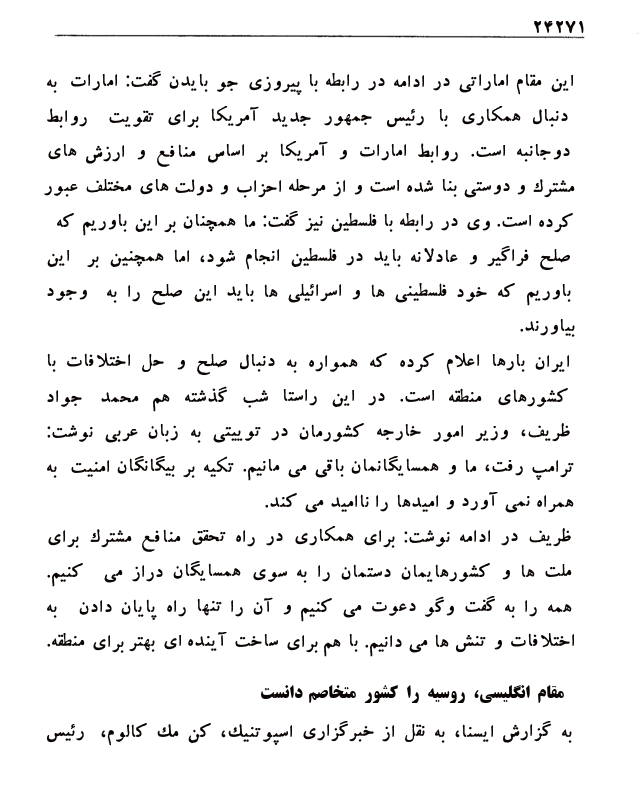 ۲۴۲۷۱
این مقام اماراتی در ادامه در رابطه با پیروزی جو بایدن گفت: امارات به
دنبال همکاری با رئیس جمهور جدید آمریکا برای تقویت روابط
دوجانبه است. روابط امارات و آمریکا بر اساس منافع و ارزش های
مشترك و دوستی بنا شده است و از مرحله احزاب و دولت های مختلف عبور
کرده است. وی در رابطه با فلسطین نیز گفت: ما همچنان بر این باوریم که
صلح فراگیر و عادلانه باید در فلسطین انجام شود، اما همچنین بر این
باوریم که خود فلسطینی ها و اسرائیلی ها باید این صلح را به وجود
بیاورند.
ایران بارها اعلام کرده که همواره به دنبال صلح و حل اختلافات با
کشورهای منطقه است. در این راستا شب گذشته هم محمد جواد
ظریف، وزیر امور خارجه کشورمان در توییتی به زبان عربی نوشت:
ترامپ رفت، ما و همسایگانمان باقی می مانیم. تکیه بر بیگانگان امنیت به
همراه نمی آورد و امیدها را ناامید می کند.
ظریف در ادامه نوشت: برای همکاری در راه تحقق منافع مشترك برای
ملت ها و کشورهایمان دستمان را به سوی همسایگان دراز می کنیم.
همه را به گفت وگو دعوت می کنیم و آن را تنها راه پایان دادن به
اختلافات و تنش ها می دانیم. با هم برای ساخت آینده ای بهتر برای منطقه.
مقام انگلیسی، روسیه را کشور متخاصم دانست
به گزارش ایسنا، به نقل از خبرگزاری اسپوتنیك، کن مك کالوم، رئیس